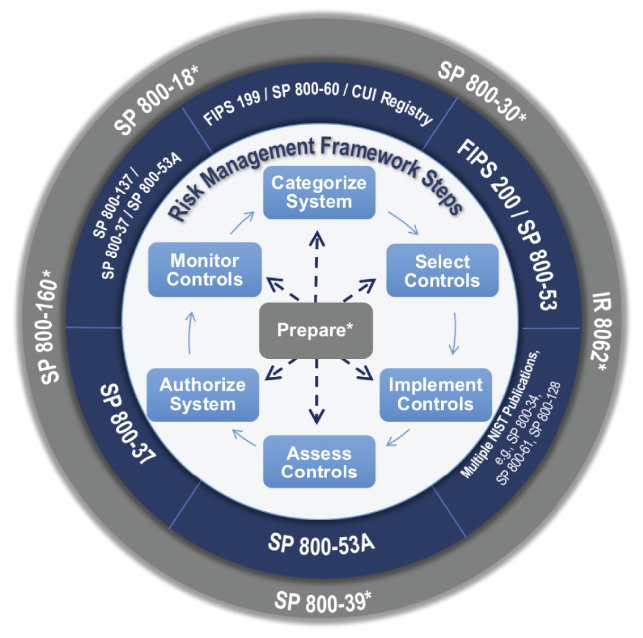 SP 800-18*
SP 800-30*
IR 8062*
SP 800-39*
SP 800-160*
FIPS 199 / SP 800-60 / CUI Registry
FIPS 200 / SP 800-53
Multiple NIST Publications,
e.g., SP 800-34,
SP 800-61, SP 800-128
SP 800-53A
SP 800-37
SP 800-137 /
SP 800-37 / SP 800-53A
Risk Management Framework Steps
Categorize
System
Select
Controls
Implement
Controls
Assess
Controls
Authorize
System
Monitor
Controls
Prepare*